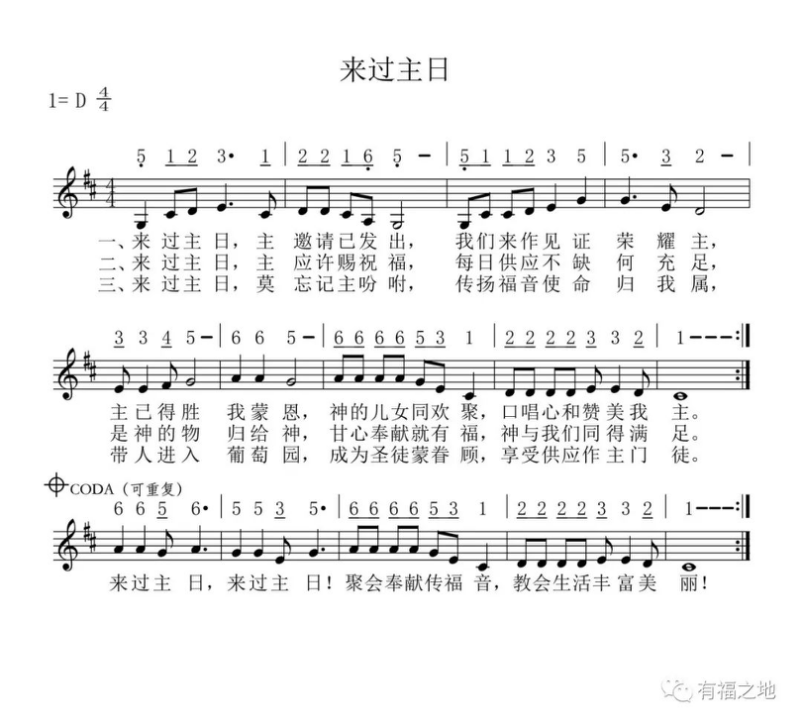 来过主日
1= D 4/4
5 1 2 3· 1 | 2 2 1 6 5 – | 5 1 1 2 3 5 | 5· 3 2 – |
一、来 过 主 日，主 邀请已发 出， 我们来作见 证 荣 耀 主，
二、来 过 主 日，主 应许赐祝 福， 每日供应不 缺 何 充 足，
三、来 过 主 日，莫 忘记主吩 咐， 传扬福音使 命 归 我 属，
3 3 4 5 – | 6 6 5 – | 6 6 6 6 5 3 1 | 2 2 2 2 3 3 2 | 1 – – – :||
主 已 得 胜 我 蒙 恩，神的儿女同欢 聚，口唱心和赞 美 我 主。
是 神 的 物 归 给 神，甘心奉献就有 福，神与我们同 得 满 足。
带 人 进 入 葡 萄 园，成为圣徒蒙眷 顾，享受供应作 主 门 徒。
CODA（可重复）
6 6 5 6· | 5 5 3 5· | 6 6 6 6 5 3 1 | 2 2 2 2 3 3 2 | 1 – – – :||
来 过 主 日，来 过 主 日！聚会奉献传福 音，教会生活丰 富 美 丽！
有福之地